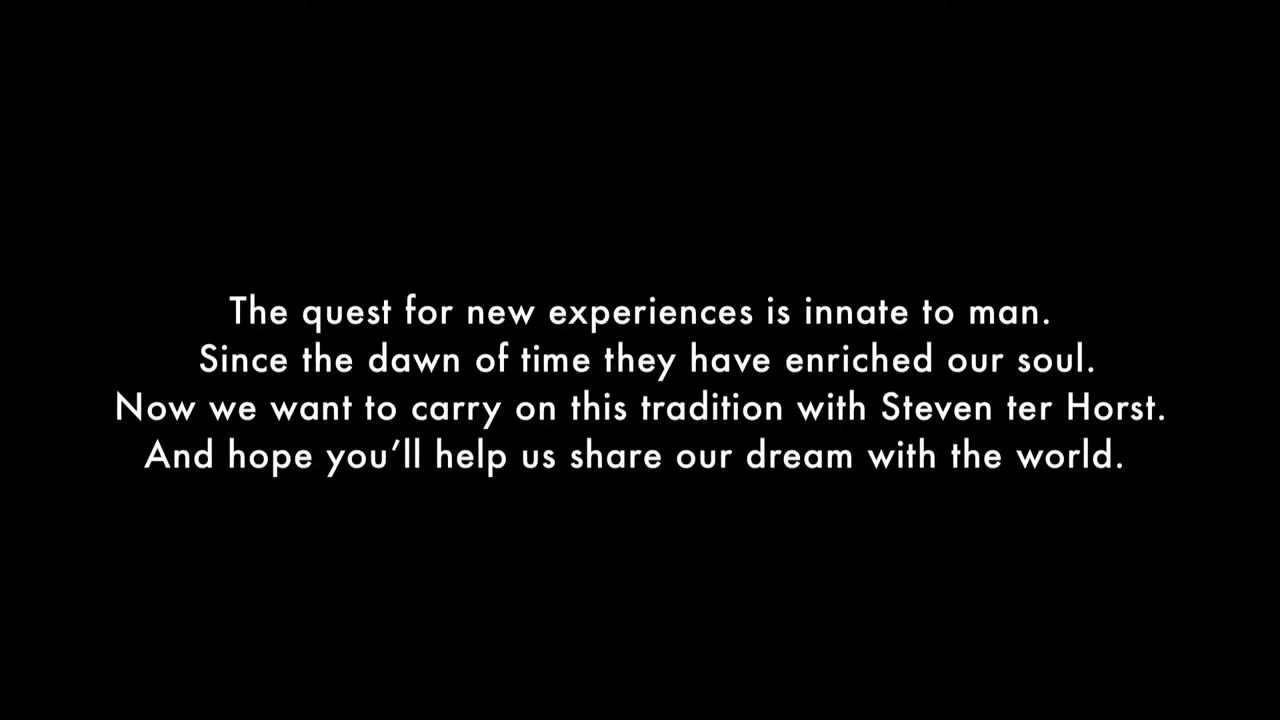 The quest for new experiences is innate to man.
Since the dawn of time they have enriched our soul.
Now we want to carry on this tradition with Steven ter Horst.
And hope you’ll help us share our dream with the world.